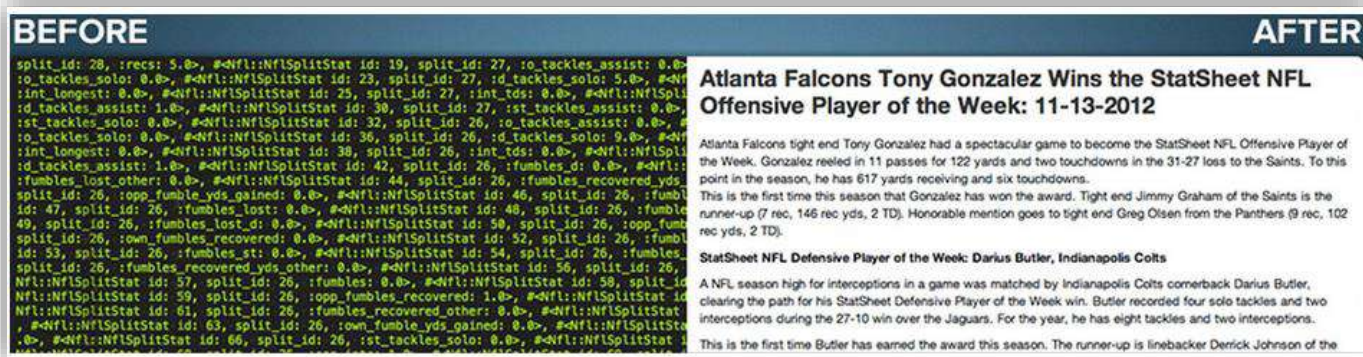 BEFORE
AFTER
split_id: 28, :recs: 5.0>, #<Nfl::NflSplitStat id: 19, split_id: 27, :o_tackles_assist: 0.0>
:o_tackles_solo: 0.0>, #<Nfl::NflSplitStat id: 23, split_id: 27, :d_tackles_solo: 5.0>, #<Nf
:int_longest: 0.0>, #<Nfl::NflSplitStat id: 25, split_id: 27, :int_tds: 0.0>, #<Nfl::NflSpli
:d_tackles_assist: 1.0>, #<Nfl::NflSplitStat id: 30, split_id: 27, :st_tackles_assist: 0.0>,
:st_tackles_solo: 0.0>, #<Nfl::NflSplitStat id: 32, split_id: 26, :o_tackles_assist: 0.0>,
:o_tackles_solo: 0.0>, #<Nfl::NflSplitStat id: 36, split_id: 26, :d_tackles_solo: 9.0>, #<Nf
:int_longest: 0.0>, #<Nfl::NflSplitStat id: 38, split_id: 26, :int_tds: 0.0>, #<Nfl::NflSpli
:d_tackles_assist: 1.0>, #<Nfl::NflSplitStat id: 42, split_id: 26, :fumbles_d: 0.0>, #<Nfl::
:fumbles_lost_other: 0.0>, #<Nfl::NflSplitStat id: 44, split_id: 26, :fumbles_recovered_yds_
split_id: 26, :opp_fumble_yds_gained: 0.0>, #<Nfl::NflSplitStat id: 46, split_id: 26, :fumbl
id: 47, split_id: 26, :fumbles_lost: 0.0>, #<Nfl::NflSplitStat id: 48, split_id: 26, :fumble
49, split_id: 26, :fumbles_lost_d: 0.0>, #<Nfl::NflSplitStat id: 50, split_id: 26, :opp_fumb
split_id: 26, :own_fumbles_recovered: 0.0>, #<Nfl::NflSplitStat id: 52, split_id: 26, :fumbl
id: 53, split_id: 26, :fumbles_st: 0.0>, #<Nfl::NflSplitStat id: 54, split_id: 26, :fumbles_
split_id: 26, :fumbles_recovered_yds_other: 0.0>, #<Nfl::NflSplitStat id: 56, split_id: 26,
Nfl::NflSplitStat id: 57, split_id: 26, :fumbles: 0.0>, #<Nfl::NflSplitStat id: 58, split_id
Nfl::NflSplitStat id: 59, split_id: 26, :opp_fumbles_recovered: 1.0>, #<Nfl::NflSplitStat id
Nfl::NflSplitStat id: 61, split_id: 26, :fumbles_recovered_other: 0.0>, #<Nfl::NflSplitStat
, #<Nfl::NflSplitStat id: 63, split_id: 26, :own_fumble_yds_gained: 0.0>, #<Nfl::NflSplitSta
.0>, #<Nfl::NflSplitStat id: 66, split_id: 26, :st_tackles_solo: 0.0>, #<Nfl::NflSplitStat i
Atlanta Falcons Tony Gonzalez Wins the StatSheet NFL
Offensive Player of the Week: 11-13-2012
Atlanta Falcons tight end Tony Gonzalez had a spectacular game to become the StatSheet NFL Offensive Player of
the Week. Gonzalez reeled in 11 passes for 122 yards and two touchdowns in the 31-27 loss to the Saints. To this
point in the season, he has 617 yards receiving and six touchdowns.
This is the first time this season that Gonzalez has won the award. Tight end Jimmy Graham of the Saints is the
runner-up (7 rec, 146 rec yds, 2 TD). Honorable mention goes to tight end Greg Olsen from the Panthers (9 rec, 102
rec yds, 2 TD).
StatSheet NFL Defensive Player of the Week: Darius Butler, Indianapolis Colts
A NFL season high for interceptions in a game was matched by Indianapolis Colts cornerback Darius Butler,
clearing the path for his StatSheet Defensive Player of the Week win. Butler recorded four solo tackles and two
interceptions during the 27-10 win over the Jaguars. For the year, he has eight tackles and two interceptions.
This is the first time Butler has earned the award this season. The runner-up is linebacker Derrick Johnson of the